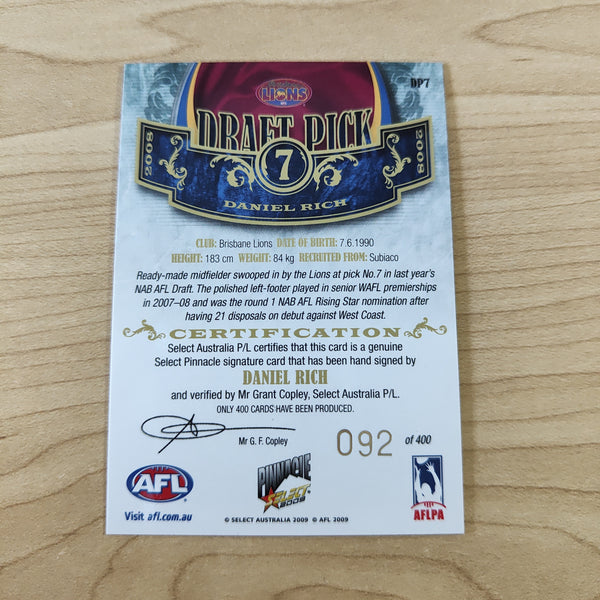 DP7
LIONS
DRAFT PICK
2008 7 2008
DANIEL RICH
CLUB: Brisbane Lions DATE OF BIRTH: 7.6.1990
HEIGHT: 183 cm WEIGHT: 84 kg RECRUITED FROM: Subiaco
Ready-made midfielder swooped in by the Lions at pick No.7 in last year's
NAB AFL Draft. The polished left-footer played in senior WAFL premierships
in 2007–08 and was the round 1 NAB AFL Rising Star nomination after
having 21 disposals on debut against West Coast.
CERTIFICATION
Select Australia P/L certifies that this card is a genuine
Select Pinnacle signature card that has been hand signed by
DANIEL RICH
and verified by Mr Grant Copley, Select Australia P/L.
ONLY 400 CARDS HAVE BEEN PRODUCED.
Mr G. F. Copley
092 of 400
AFL
Visit afl.com.au
PINNACLE
SELECT
2009
AFLPA
© SELECT AUSTRALIA 2009 © AFL 2009